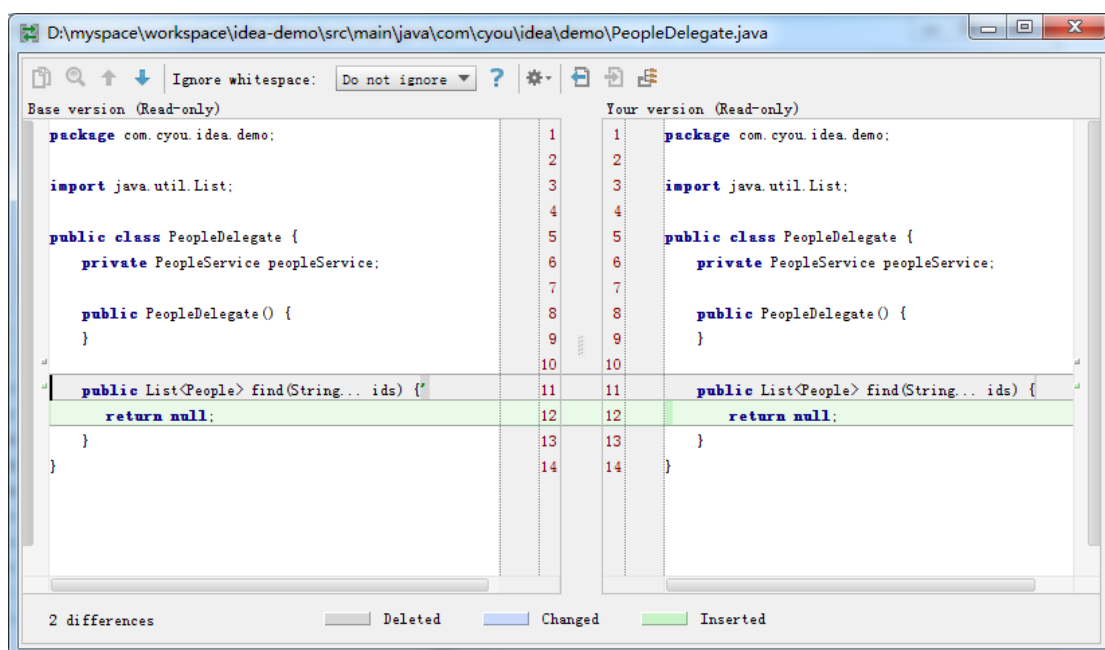 D:\myspace\workspace\idea-demo\src\main\java\com\cyou\idea\demo\PeopleDelegate.java
Ignore whitespace: Do not ignore ?
Base version (Read-only)
package com.cyou.idea.demo; 1
2
import java.util.List; 3
4
public class PeopleDelegate { 5
private PeopleService peopleService; 6
7
public PeopleDelegate() { 8
} 9
10
public List<People> find(String... ids) {' 11
return null; 12
} 13
} 14
Your version (Read-only)
1 package com.cyou.idea.demo;
2
3 import java.util.List;
4
5 public class PeopleDelegate {
6 private PeopleService peopleService;
7
8 public PeopleDelegate() {
9 }
10
11 public List<People> find(String... ids) {
12 return null;
13 }
14 }
2 differences Deleted Changed Inserted